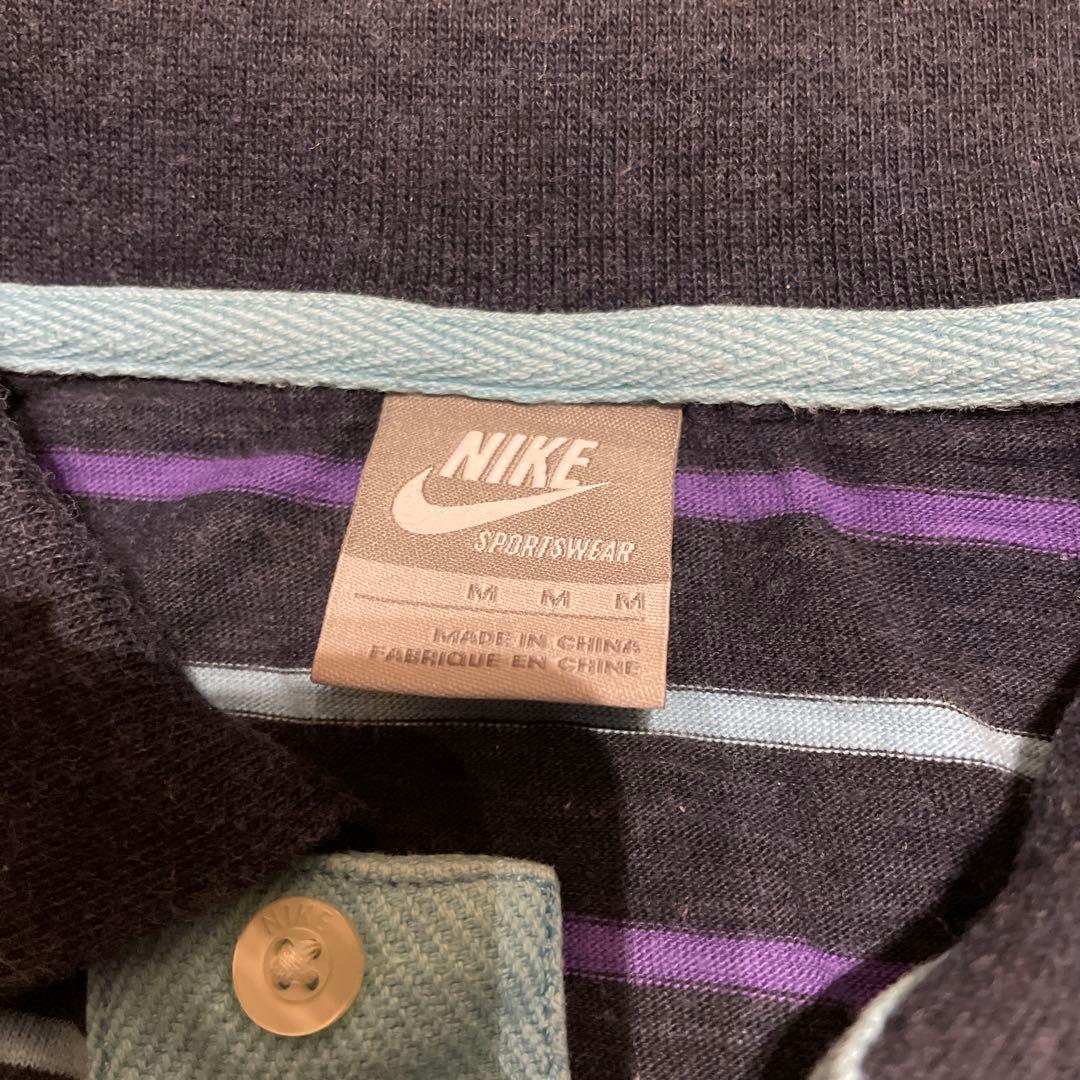 NIKE
SPORTSWEAR
M M M
MADE IN CHINA
FABRIQUE EN CHINE
NIKE